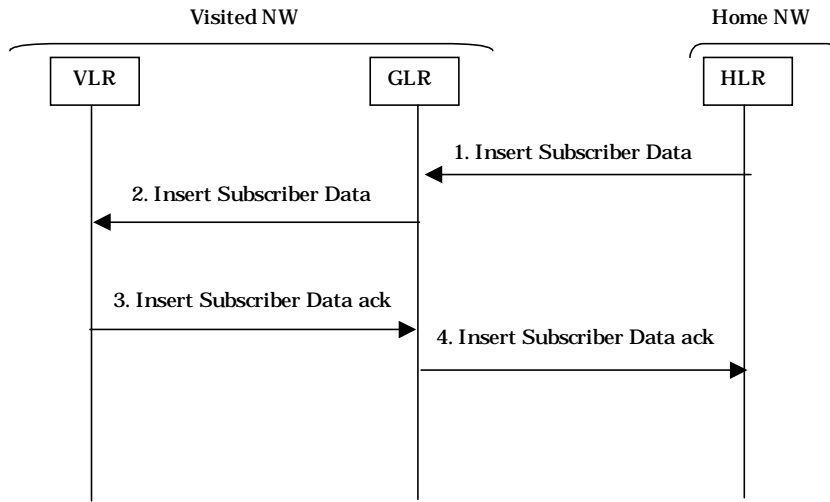 Visited NW
Home NW
VLR
GLR
HLR
1. Insert Subscriber Data
2. Insert Subscriber Data
3. Insert Subscriber Data ack
4. Insert Subscriber Data ack